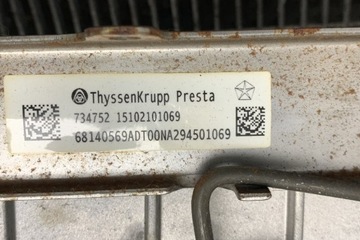 ThyssenKrupp Presta
734752 15102101069
68140569ADT00NA294501069